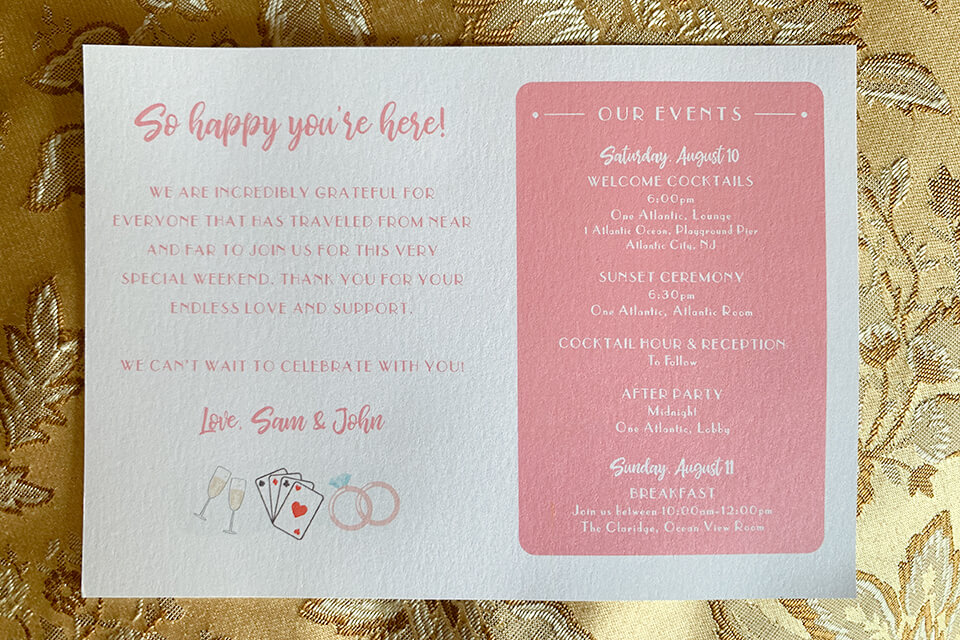 So happy you're here!
WE ARE INCREDIBLY GRATEFUL FOR
EVERYONE THAT HAS TRAVELED FROM NEAR
AND FAR TO JOIN US FOR THIS VERY
SPECIAL WEEKEND. THANK YOU FOR YOUR
ENDLESS LOVE AND SUPPORT.
WE CAN'T WAIT TO CELEBRATE WITH YOU!
Love, Sam & John
OUR EVENTS
Saturday, August 10
WELCOME COCKTAILS
6:00pm
One Atlantic, Lounge
1 Atlantic Ocean, Playground Pier
Atlantic City, NJ
SUNSET CEREMONY
6:30pm
One Atlantic, Atlantic Room
COCKTAIL HOUR & RECEPTION
To Follow
AFTER PARTY
Midnight
One Atlantic, Lobby
Sunday, August 11
BREAKFAST
Join us between 10:00am-12:00pm
The Claridge, Ocean View Room